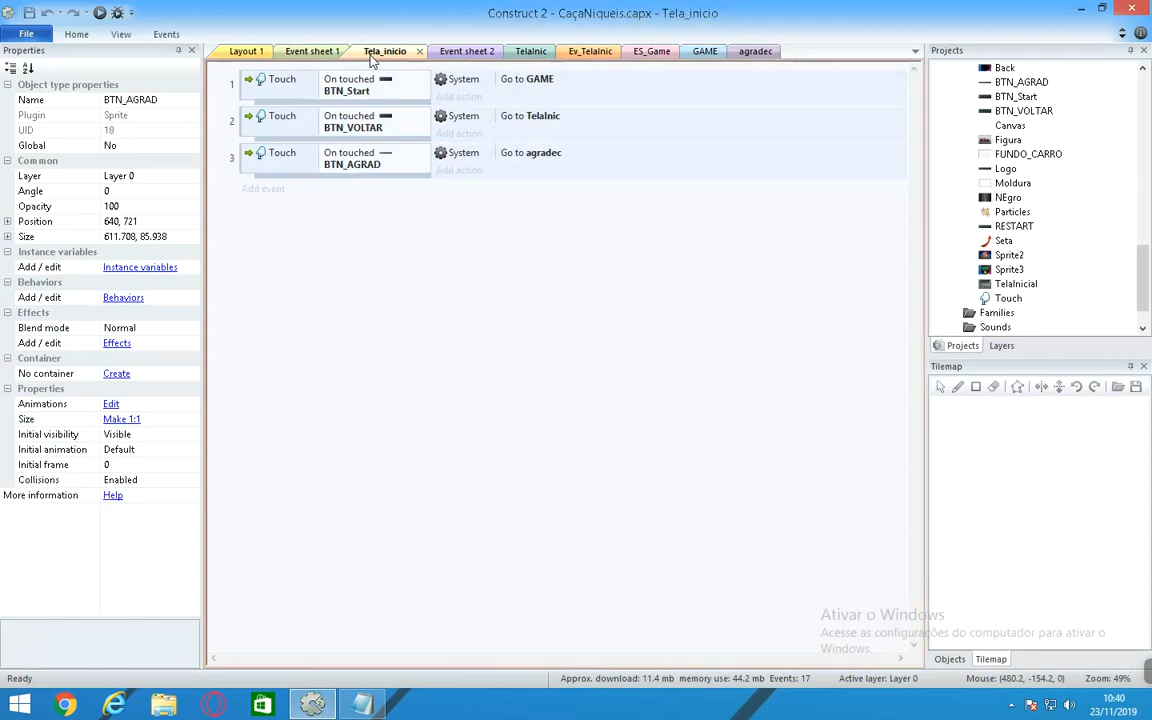 Construct 2 - CaçaNiqueis.capx - Tela_inicio
File Home View Events
Properties
Object type properties
Name BTN_AGRAD
Plugin Sprite
UID 18
Global No
Common
Layer Layer 0
Angle 0
Opacity 100
Position 640, 721
Size 611.708, 85.938
Instance variables
Add / edit Instance variables
Behaviors
Add / edit Behaviors
Effects
Blend mode Normal
Add / edit Effects
Container
No container Create
Properties
Animations Edit
Size Make 1:1
Initial visibility Visible
Initial animation Default
Initial frame 0
Collisions Enabled
More information Help
Layout 1 Event sheet 1 Tela_inicio Event sheet 2 TelaInic Ev_TelaInic ES_Game GAME agradec
1 Touch On touched BTN_Start System Go to GAME
Add action
2 Touch On touched BTN_VOLTAR System Go to TelaInic
Add action
3 Touch On touched BTN_AGRAD System Go to agradec
Add action
Add event
Projects
Back
BTN_AGRAD
BTN_Start
BTN_VOLTAR
Canvas
Figura
FUNDO_CARRO
Logo
Moldura
NEgro
Particles
RESTART
Seta
Sprite2
Sprite3
TelaInicial
Touch
Families
Sounds
Projects Layers
Tilemap
Ativar o Windows
Acesse as configurações do computador para ativar o
Windows.
Objects Tilemap
Ready Approx. download: 11.4 mb memory use: 44.2 mb Events: 17 Active layer: Layer 0 Mouse: (480.2, -154.2, 0) Zoom: 49%
10:40
23/11/2019